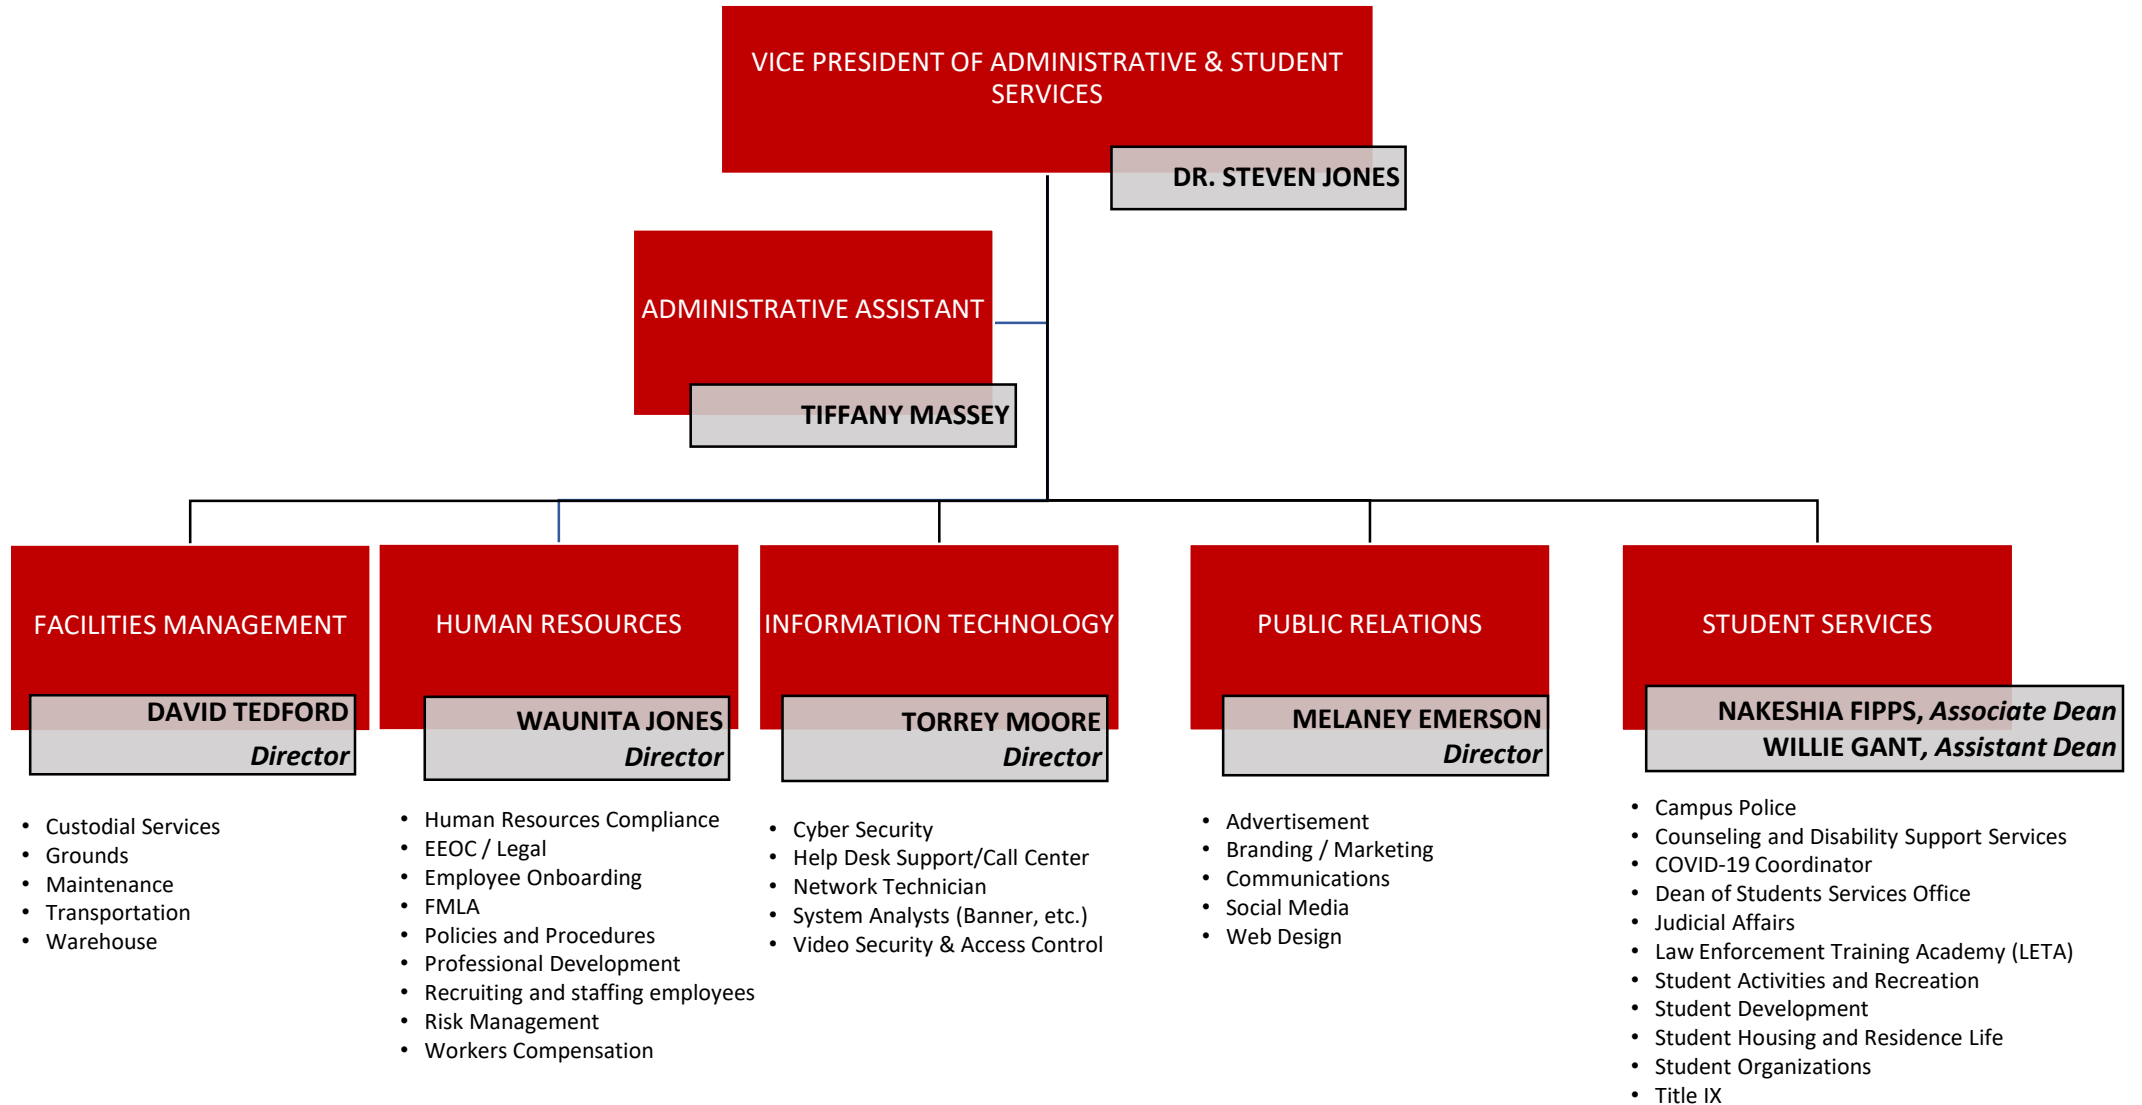 VICE PRESIDENT OF ADMINISTRATIVE & STUDENT
SERVICES
DR. STEVEN JONES
ADMINISTRATIVE ASSISTANT
TIFFANY MASSEY
FACILITIES MANAGEMENT
DAVID TEDFORD
Director
• Custodial Services
• Grounds
• Maintenance
• Transportation
• Warehouse
HUMAN RESOURCES
WAUNITA JONES
Director
• Human Resources Compliance
• EEOC / Legal
• Employee Onboarding
• FMLA
• Policies and Procedures
• Professional Development
• Recruiting and staffing employees
• Risk Management
• Workers Compensation
INFORMATION TECHNOLOGY
TORREY MOORE
Director
• Cyber Security
• Help Desk Support/Call Center
• Network Technician
• System Analysts (Banner, etc.)
• Video Security & Access Control
PUBLIC RELATIONS
MELANEY EMERSON
Director
• Advertisement
• Branding / Marketing
• Communications
• Social Media
• Web Design
STUDENT SERVICES
NAKESHIA FIPPS, Associate Dean
WILLIE GANT, Assistant Dean
• Campus Police
• Counseling and Disability Support Services
• COVID-19 Coordinator
• Dean of Students Services Office
• Judicial Affairs
• Law Enforcement Training Academy (LETA)
• Student Activities and Recreation
• Student Development
• Student Housing and Residence Life
• Student Organizations
• Title IX